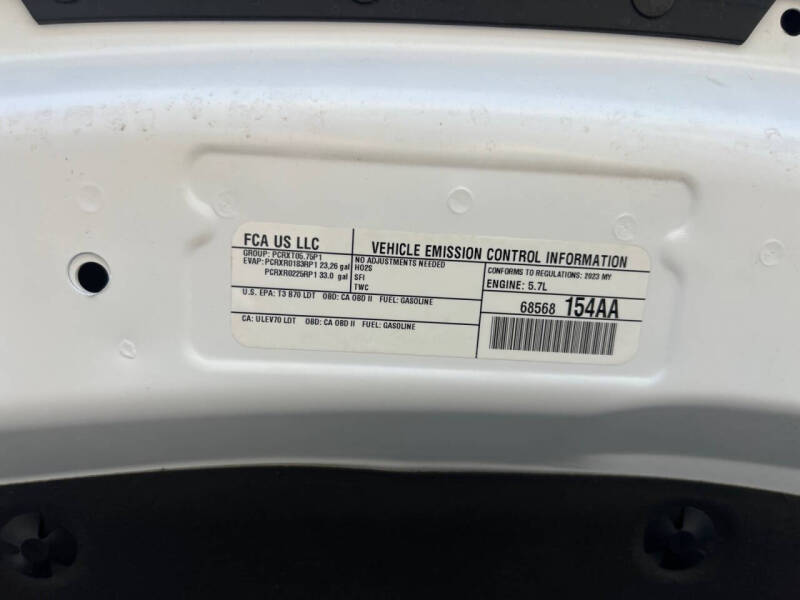 FCA US LLC
VEHICLE EMISSION CONTROL INFORMATION
GROUP: PCRXT05.75P1
EVAP: PCRXR0183RP1 23,26 gal
PCRXR0225RP1 33.0 gal
NO ADJUSTMENTS NEEDED
HO2S
SFI
TWC
CONFORMS TO REGULATIONS: 2023 MY
ENGINE: 5.7L
U.S. EPA: T3 B70 LDT OBD: CA OBD II FUEL: GASOLINE
CA: ULEV70 LDT OBD: CA OBD II FUEL: GASOLINE
68568 154AA